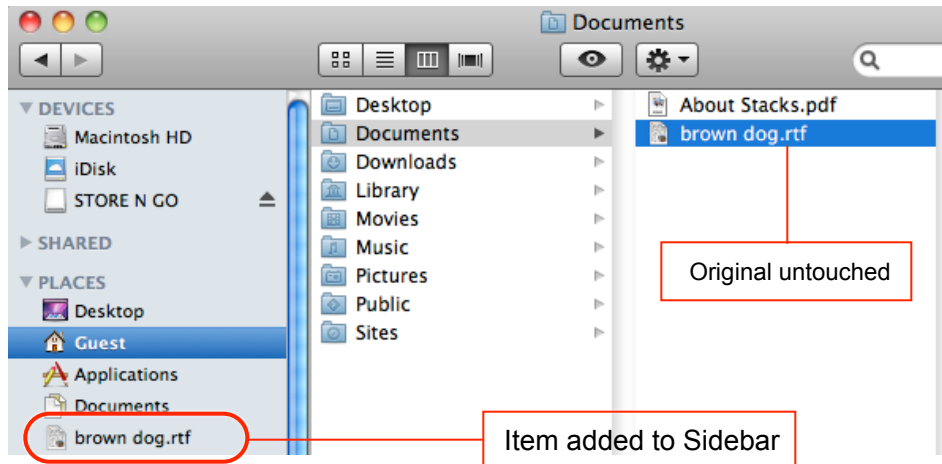 Documents
DEVICES
Macintosh HD
iDisk
STORE N GO
SHARED
PLACES
Desktop
Guest
Applications
Documents
brown dog.rtf
Desktop
Documents
Downloads
Library
Movies
Music
Pictures
Public
Sites
About Stacks.pdf
brown dog.rtf
Original untouched
Item added to Sidebar